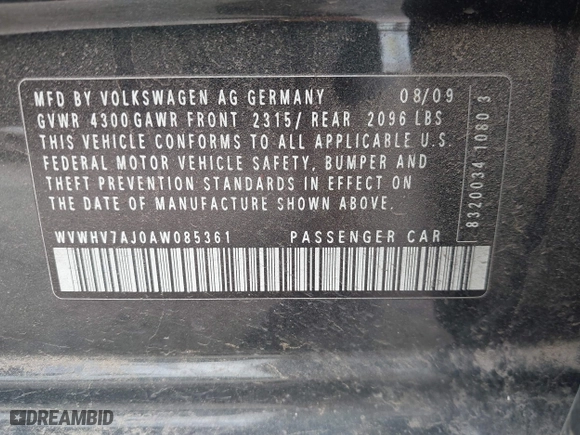 MFD BY VOLKSWAGEN AG GERMANY 08/09
GVWR 4300 GAWR FRONT 2315/ REAR 2096 LBS
THIS VEHICLE CONFORMS TO ALL APPLICABLE U.S.
FEDERAL MOTOR VEHICLE SAFETY, BUMPER AND
THEFT PREVENTION STANDARDS IN EFFECT ON
THE DATE OF MANUFACTURE SHOWN ABOVE.
WVWHV7AJ0AW085361 PASSENGER CAR
8320034 1080 3
DREAMBID